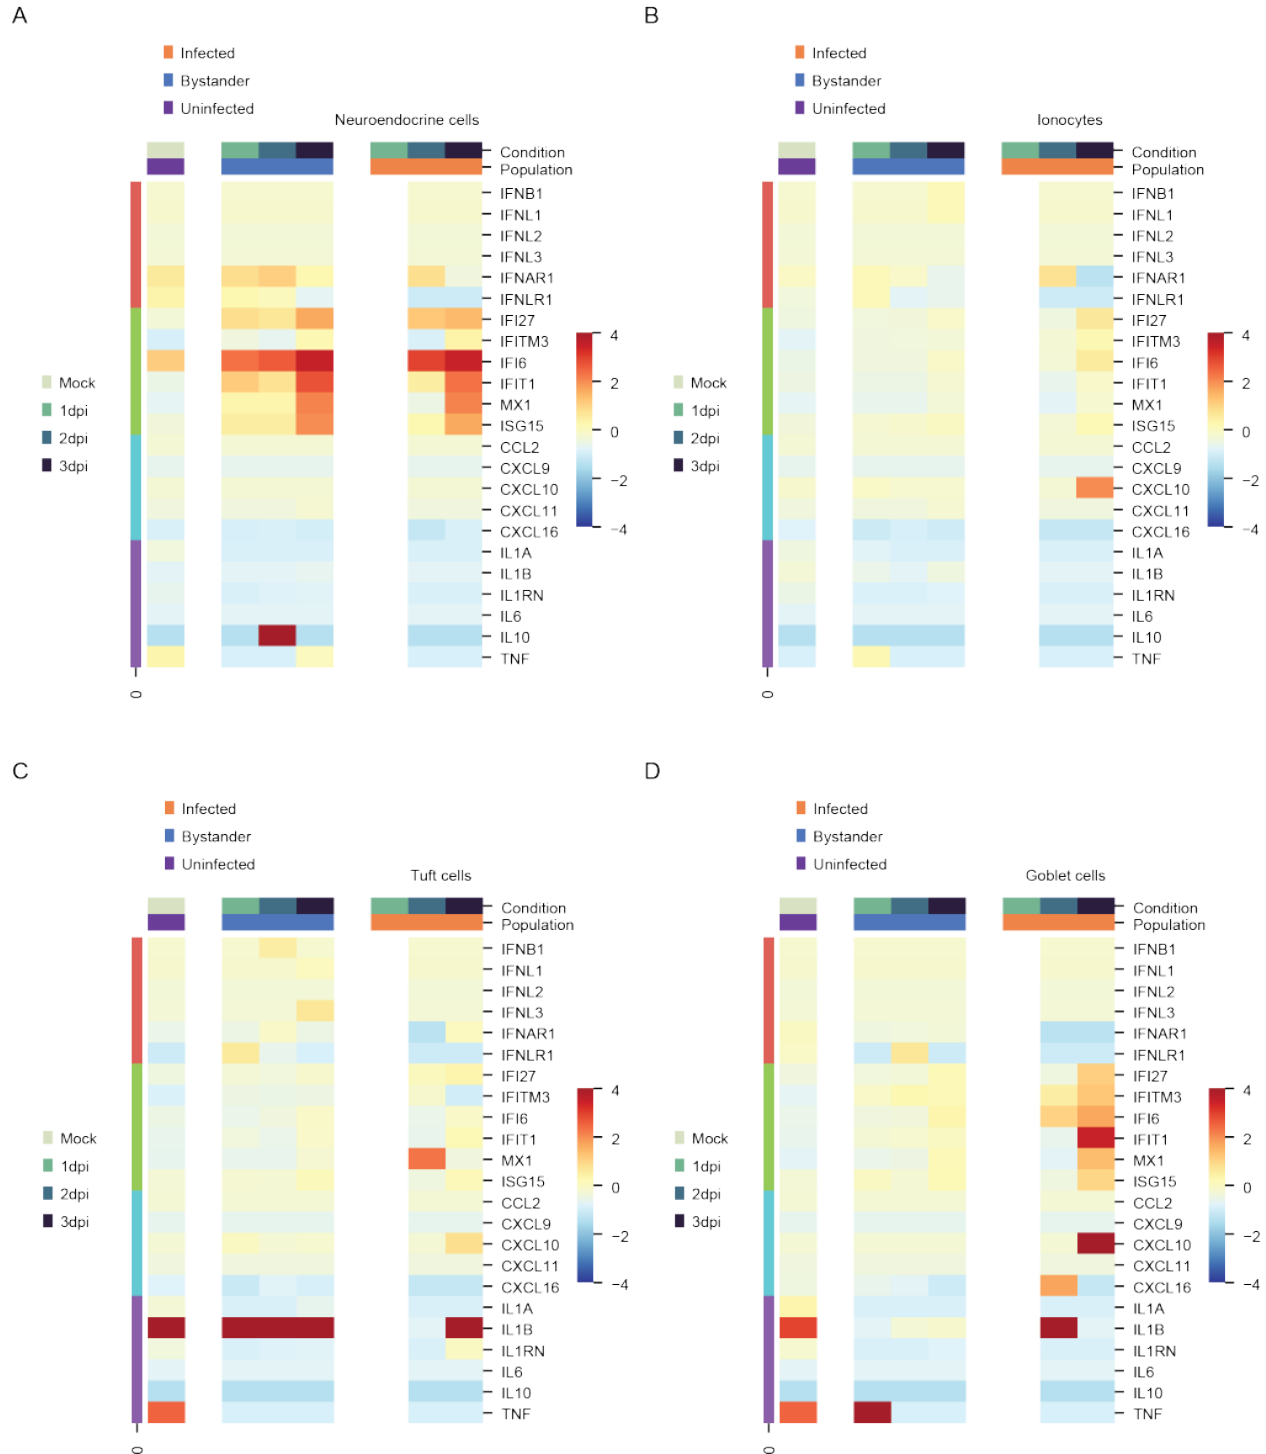 A
Infected
Bystander
Uninfected
Neuroendocrine cells
Condition
Population
IFNB1
IFNL1
IFNL2
IFNL3
IFNAR1
IFNLR1
IFI27
IFITM3
IFI6
IFIT1
MX1
ISG15
CCL2
CXCL9
CXCL10
CXCL11
CXCL16
IL1A
IL1B
IL1RN
IL6
IL10
TNF
Mock
1dpi
2dpi
3dpi
4
2
0
−2
−4
0
B
Infected
Bystander
Uninfected
Ionocytes
Condition
Population
IFNB1
IFNL1
IFNL2
IFNL3
IFNAR1
IFNLR1
IFI27
IFITM3
IFI6
IFIT1
MX1
ISG15
CCL2
CXCL9
CXCL10
CXCL11
CXCL16
IL1A
IL1B
IL1RN
IL6
IL10
TNF
Mock
1dpi
2dpi
3dpi
4
2
0
−2
−4
0
C
Infected
Bystander
Uninfected
Tuft cells
Condition
Population
IFNB1
IFNL1
IFNL2
IFNL3
IFNAR1
IFNLR1
IFI27
IFITM3
IFI6
IFIT1
MX1
ISG15
CCL2
CXCL9
CXCL10
CXCL11
CXCL16
IL1A
IL1B
IL1RN
IL6
IL10
TNF
Mock
1dpi
2dpi
3dpi
4
2
0
−2
−4
0
D
Infected
Bystander
Uninfected
Goblet cells
Condition
Population
IFNB1
IFNL1
IFNL2
IFNL3
IFNAR1
IFNLR1
IFI27
IFITM3
IFI6
IFIT1
MX1
ISG15
CCL2
CXCL9
CXCL10
CXCL11
CXCL16
IL1A
IL1B
IL1RN
IL6
IL10
TNF
Mock
1dpi
2dpi
3dpi
4
2
0
−2
−4
0